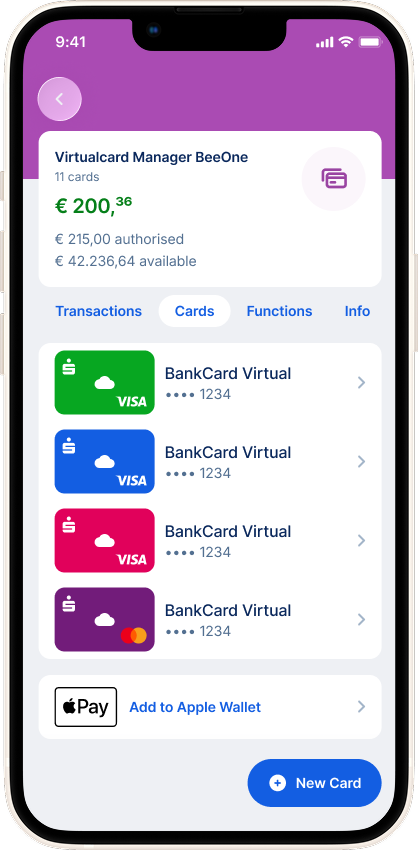 9:41
Virtualcard Manager BeeOne
11 cards
€ 200,³⁶
€ 215,00 authorised
€ 42.236,64 available
Transactions Cards Functions Info
BankCard Virtual
•••• 1234
VISA
BankCard Virtual
•••• 1234
VISA
BankCard Virtual
•••• 1234
VISA
BankCard Virtual
•••• 1234
Pay Add to Apple Wallet
New Card